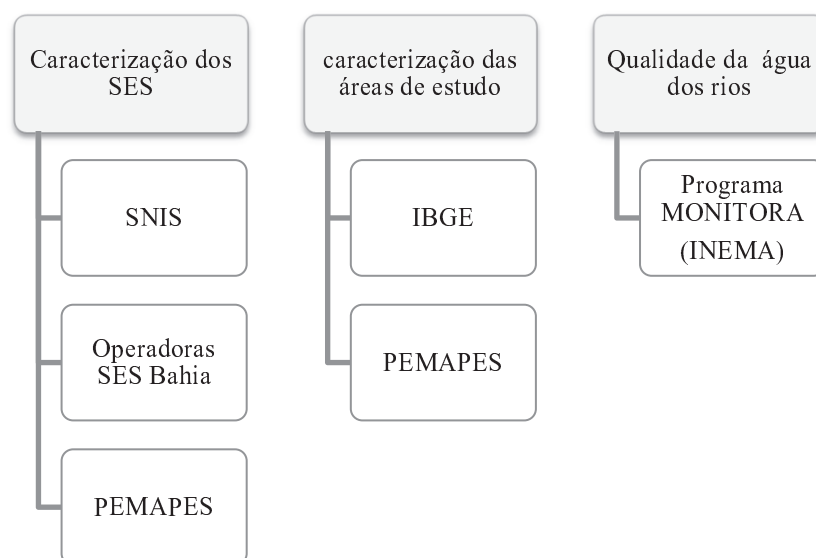 Caracterização dos
SES
SNIS
Operadoras
SES Bahia
PEMAPES
caracterização das
áreas de estudo
IBGE
PEMAPES
Qualidade da água
dos rios
Programa
MONITORA
(INEMA)